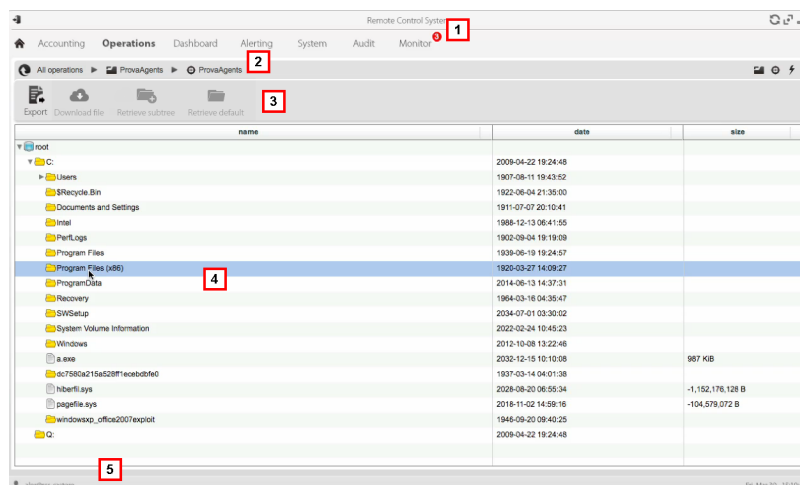 Remote Control System
1
Accounting Operations Dashboard Alerting System Audit Monitor 3
2
All operations ProvaAgents ProvaAgents
3
Export Download file Retrieve subtree Retrieve default
name date size
root
C: 2009-04-22 19:24:48
Users 1907-08-11 19:43:52
$Recycle.Bin 1922-06-04 21:35:00
Documents and Settings 1911-07-07 20:10:41
Intel 1988-12-13 06:41:55
PerfLogs 1902-09-04 19:19:09
Program Files 1939-06-19 19:24:57
Program Files (x86) 1920-03-27 14:09:27
4
ProgramData 2014-06-13 14:37:31
Recovery 1964-03-16 04:35:47
SWSetup 2034-07-01 03:30:02
System Volume Information 2022-02-24 10:45:23
Windows 2012-10-08 13:22:46
a.exe 2032-12-15 10:10:08 987 KiB
dc7580a215a528ff1ecebdbfe0 1937-03-14 04:01:38
hiberfil.sys 2028-08-20 06:55:34 -1,152,176,128 B
pagefile.sys 2018-11-02 14:59:16 -104,579,072 B
windowsxp_office2007exploit 1946-09-20 09:40:25
Q: 2009-04-22 19:24:48
5